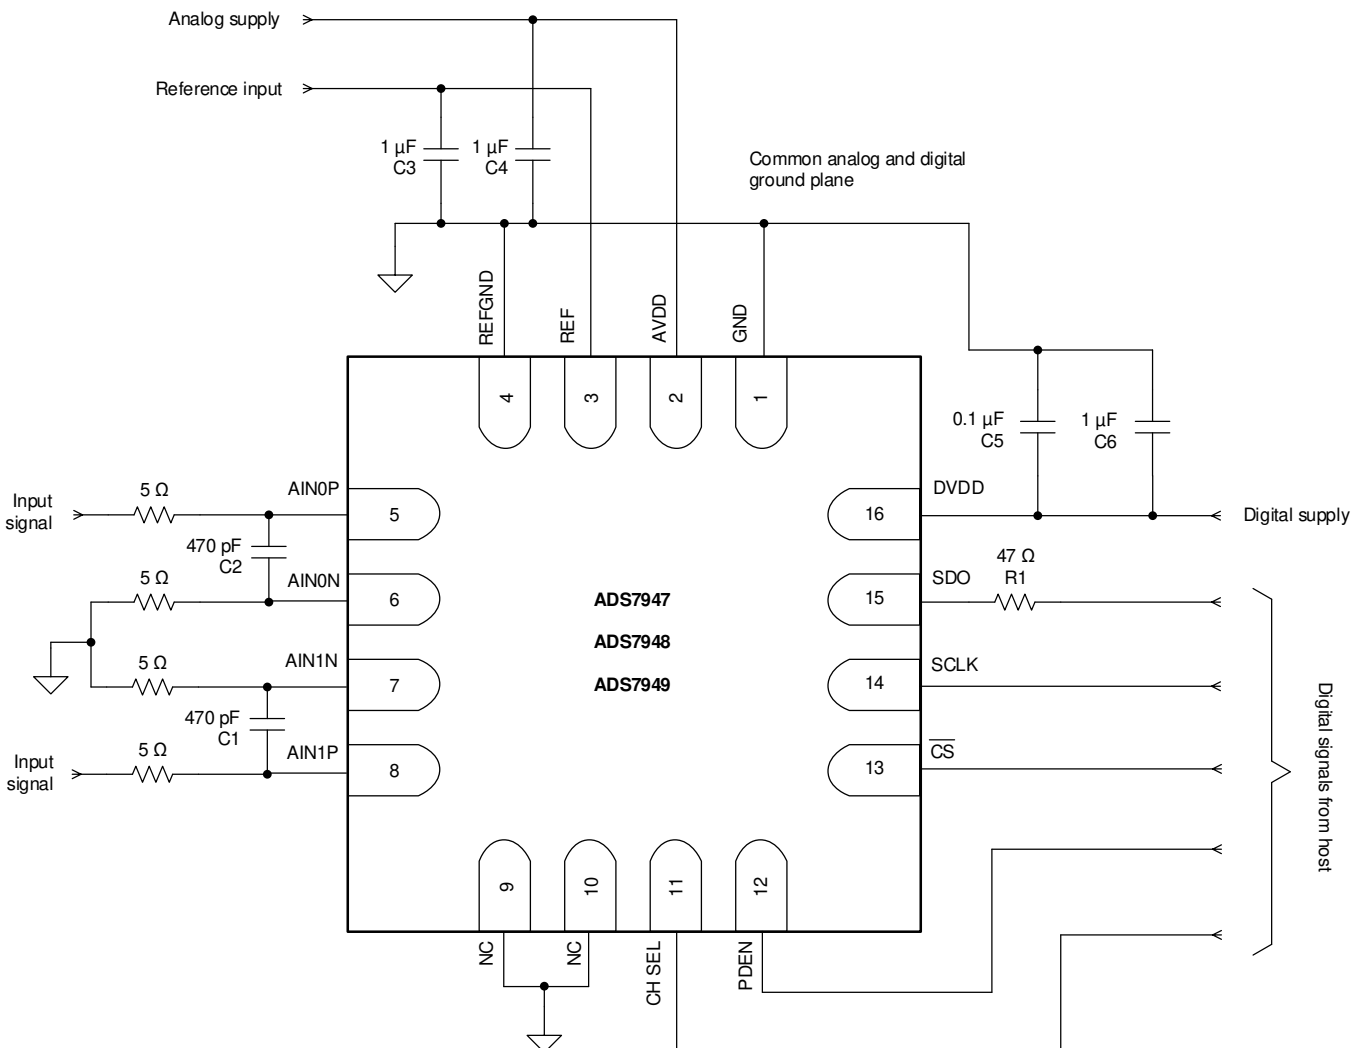 Analog supply
Reference input
1 µF
C3
1 µF
C4
Common analog and digital
ground plane
REFGND
REF
AVDD
GND
4
3
2
1
0.1 µF
C5
1 µF
C6
Input
signal
5 Ω
AIN0P
5
470 pF
C2
5 Ω
AIN0N
6
5 Ω
AIN1N
7
470 pF
C1
Input
signal
5 Ω
AIN1P
8
ADS7947
ADS7948
ADS7949
DVDD
16
Digital supply
47 Ω
R1
SDO
15
SCLK
14
CS
13
Digital signals from host
9
10
11
12
NC
NC
CH SEL
PDEN